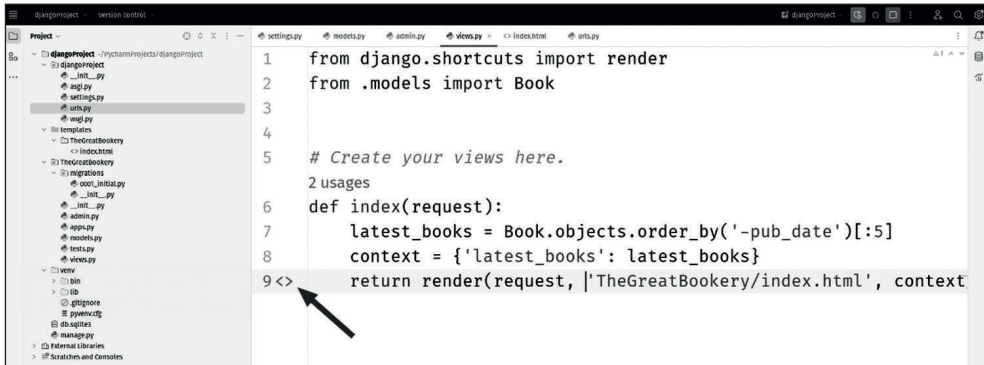 djangoProject
Version control
djangoProject
Project
settings.py
models.py
admin.py
views.py
index.html
urls.py
djangoProject ~/PycharmProjects/djangoProject
djangoProject
__init__.py
asgi.py
settings.py
urls.py
wsgi.py
templates
TheGreatBookery
<> index.html
TheGreatBookery
migrations
0001_initial.py
__init__.py
__init__.py
admin.py
apps.py
models.py
tests.py
views.py
venv
bin
lib
.gitignore
pyvenv.cfg
db.sqlite3
manage.py
External Libraries
Scratches and Consoles
1 from django.shortcuts import render
2 from .models import Book
3
4
5 # Create your views here.
2 usages
6 def index(request):
7 latest_books = Book.objects.order_by('-pub_date')[:5]
8 context = {'latest_books': latest_books}
9 <> return render(request, 'TheGreatBookery/index.html', context
1